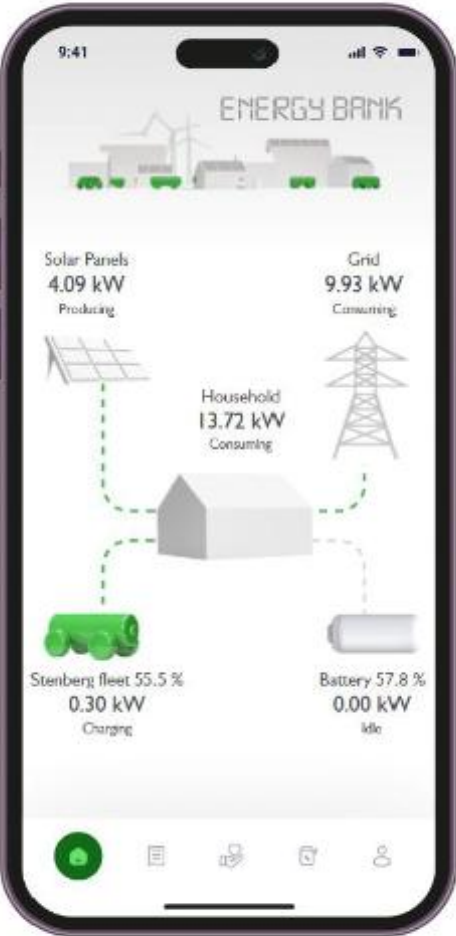 9:41
ENERGY BANK
Solar Panels
4.09 kW
Producing
Grid
9.93 kW
Consuming
Household
13.72 kW
Consuming
Stenberg fleet 55.5 %
0.30 kW
Charging
Battery 57.8 %
0.00 kW
Idle